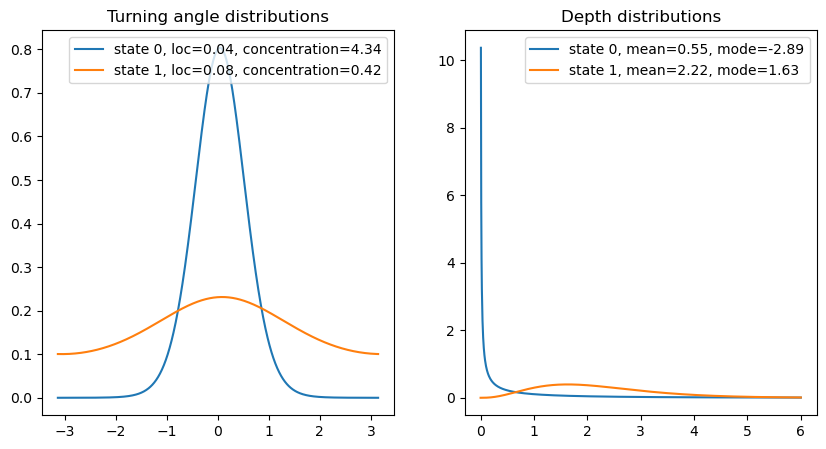 Turning angle distributions
state 0, loc=0.04, concentration=4.34
state 1, loc=0.08, concentration=0.42
0.8
0.7
0.6
0.5
0.4
0.3
0.2
0.1
0.0
−3 −2 −1 0 1 2 3
Depth distributions
state 0, mean=0.55, mode=-2.89
state 1, mean=2.22, mode=1.63
10
8
6
4
2
0
0 1 2 3 4 5 6